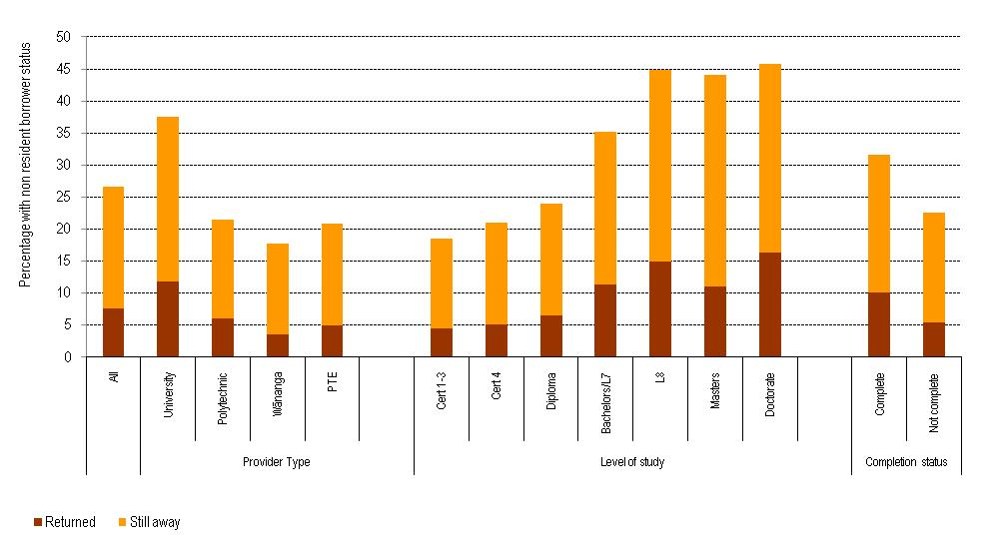 Percentage with non resident borrower status
50
45
40
35
30
25
20
15
10
5
0
All
University
Polytechnic
Wānanga
PTE
Cert 1-3
Cert 4
Diploma
Bachelors/L7
L8
Masters
Doctorate
Complete
Not complete
Provider Type
Level of study
Completion status
Returned
Still away